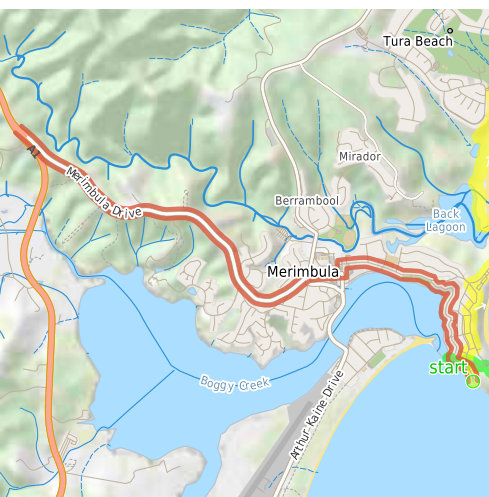 Tura Beach
A1
Mirador
Merimbula Drive
Berrambool
Back
Lagoon
Merimbula
start
Boggy Creek
Arthur Kaine Drive